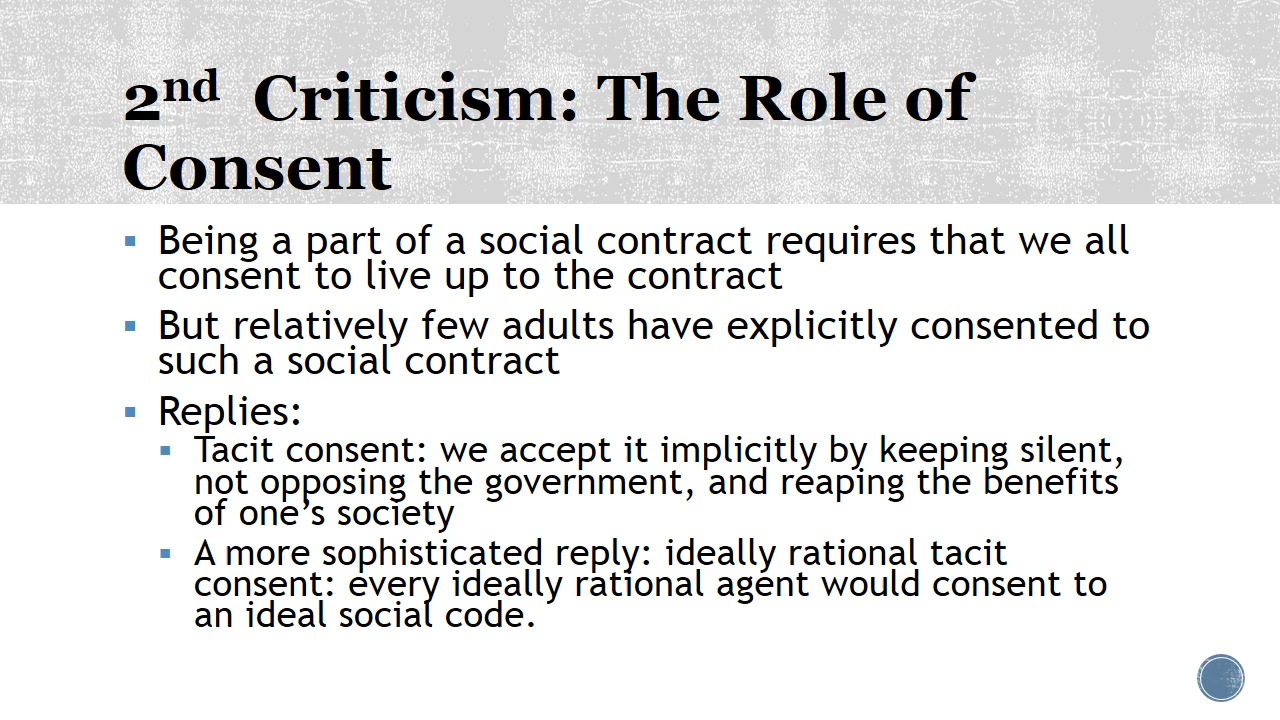 2nd Criticism: The Role of
Consent
▪ Being a part of a social contract requires that we all
consent to live up to the contract
▪ But relatively few adults have explicitly consented to
such a social contract
▪ Replies:
▪ Tacit consent: we accept it implicitly by keeping silent,
not opposing the government, and reaping the benefits
of one’s society
▪ A more sophisticated reply: ideally rational tacit
consent: every ideally rational agent would consent to
an ideal social code.